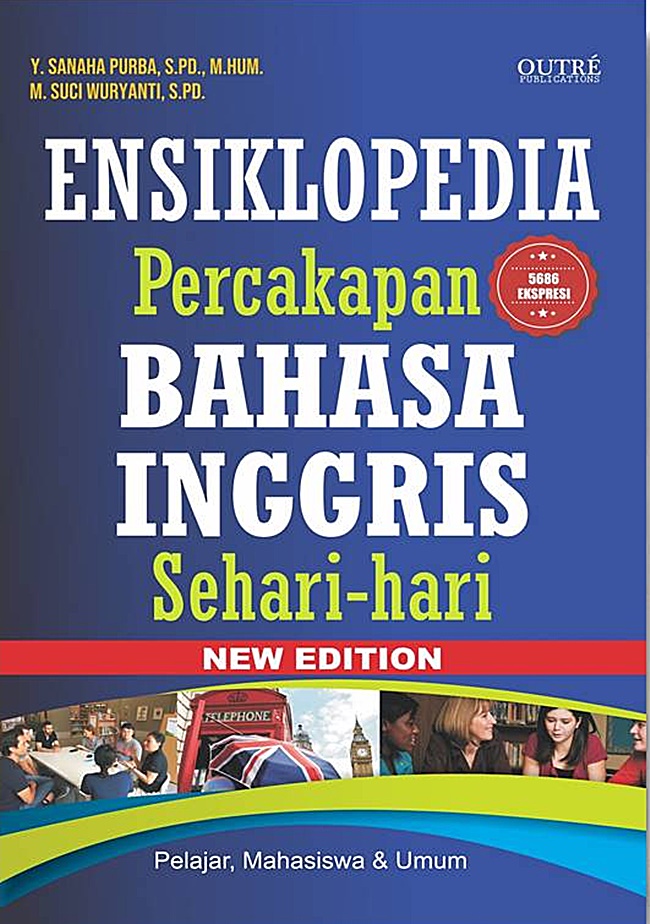 Y. SANAHA PURBA, S.PD., M.HUM.
M. SUCI WURYANTI, S.PD.
OUTRÉ
PUBLICATIONS
ENSIKLOPEDIA
Percakapan
5686
EKSPRESI
BAHASA
INGGRIS
Sehari-hari
NEW EDITION
TELEPHONE
Pelajar, Mahasiswa & Umum